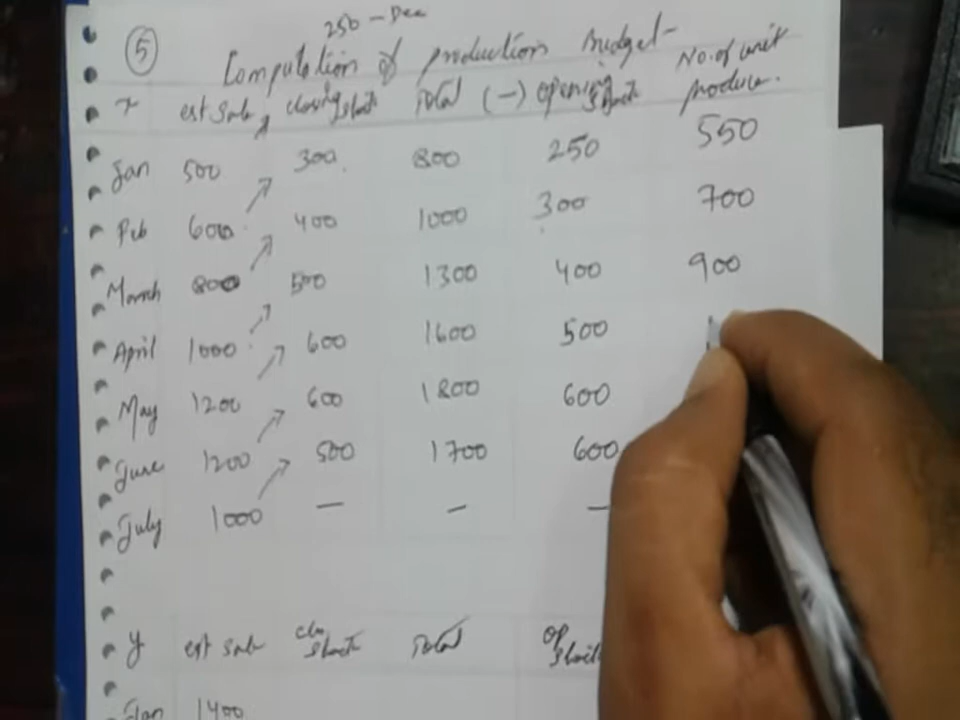 250 - Dec
5 Computation of production Budget
X est sale closing stock Total (-) opening stock No. of unit produce.
Jan 500 300 800 250 550
Feb 600 400 1000 300 700
March 800 500 1300 400 900
April 1000 600 1600 500
May 1200 600 1800 600
June 1200 500 1700 600
July 1000 - - -
y est sale clo stock Total op stock
Jan 1400